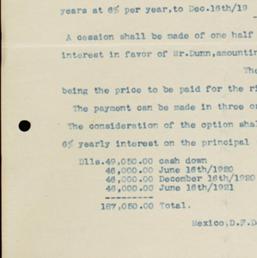 years at 6% per year,to Dec.16th/19
A cession shall be made of one half
interest in favor of Mr.Dunn,amountin
The
being the price to be paid for the ri
The payment can be made in three or
The consideration of the option shall
6% yearly interest on the principal
Dlls.49,050.00 cash down
46,000.00 June 16th/1920
46,000.00 December 16th/1920
46,000.00 June 16th/1921
187,050.00 Total.
Mexico,D.F.D